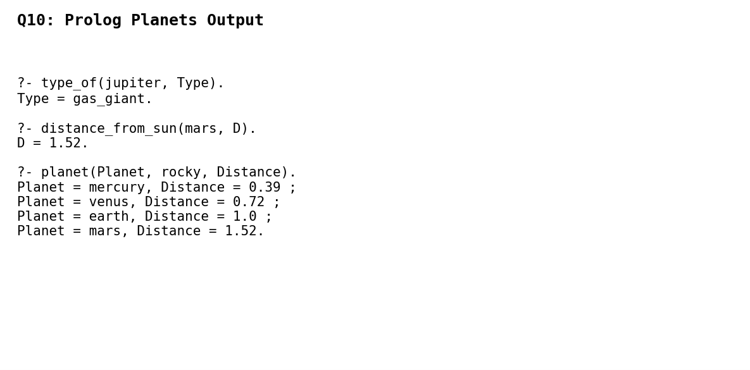 Q10: Prolog Planets Output
?- type_of(jupiter, Type).
Type = gas_giant.
?- distance_from_sun(mars, D).
D = 1.52.
?- planet(Planet, rocky, Distance).
Planet = mercury, Distance = 0.39 ;
Planet = venus, Distance = 0.72 ;
Planet = earth, Distance = 1.0 ;
Planet = mars, Distance = 1.52.